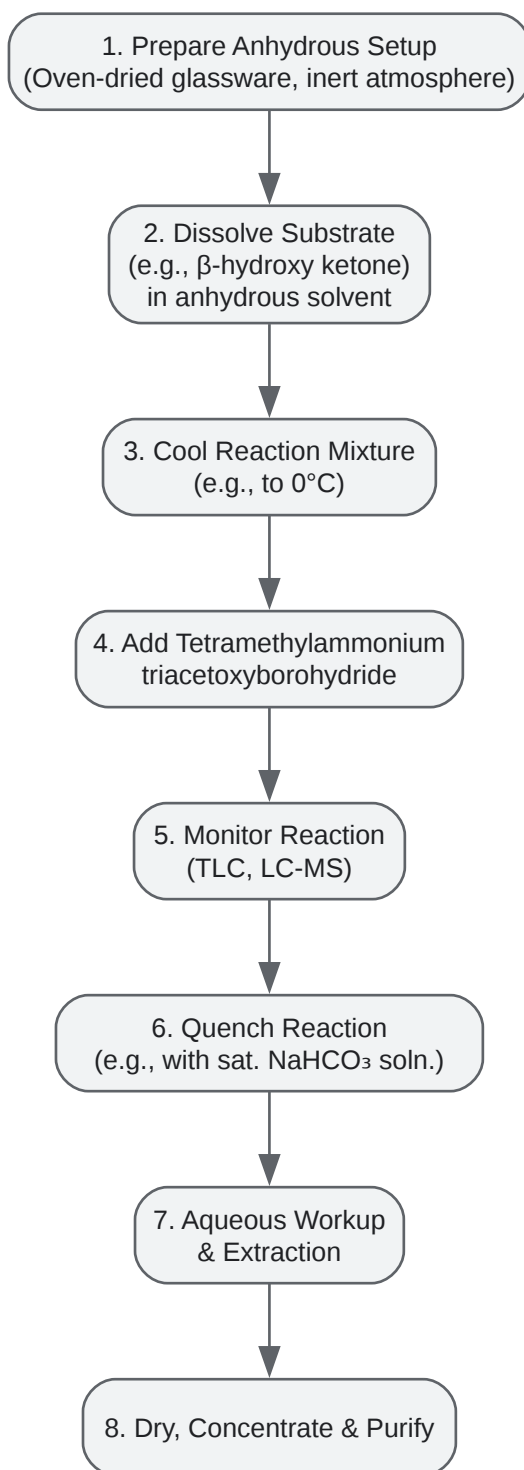 1. Prepare Anhydrous Setup
(Oven-dried glassware, inert atmosphere)
2. Dissolve Substrate
(e.g., β-hydroxy ketone)
in anhydrous solvent
3. Cool Reaction Mixture
(e.g., to 0°C)
4. Add Tetramethylammonium
triacetoxyborohydride
5. Monitor Reaction
(TLC, LC-MS)
6. Quench Reaction
(e.g., with sat. NaHCO₃ soln.)
7. Aqueous Workup
& Extraction
8. Dry, Concentrate & Purify